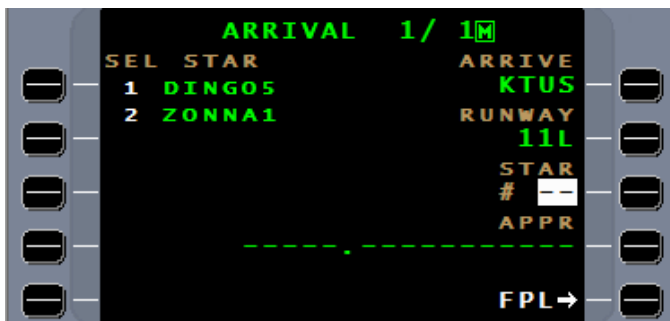 ARRIVAL 1/ 1M
SEL STAR ARRIVE
1 DINGO5 KTUS
2 ZONNA1 RUNWAY
11L
STAR
# --
APPR
-----.-----------
FPL→